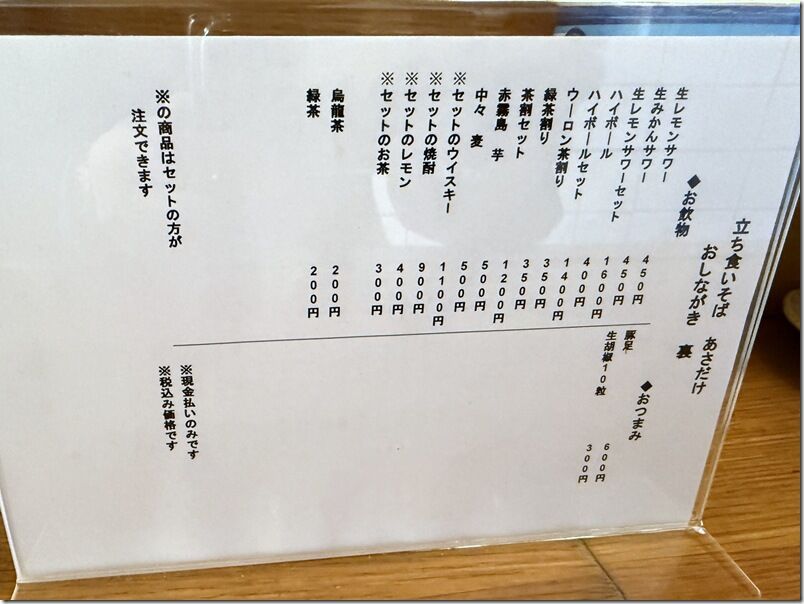 立ち食いそば　あさだけ
おしながき　裏
◆お飲物
生レモンサワー　450円
生みかんサワー　450円
生レモンサワーセット　1600円
ハイボール　400円
ハイボールセット　1400円
ウーロン茶割り　350円
緑茶割り　350円
茶割セット　1200円
赤霧島　芋　500円
中々　麦　500円
※セットのウイスキー　1100円
※セットの焼酎　900円
※セットのレモン　400円
※セットのお茶　300円
烏龍茶　200円
緑茶　200円
※の商品はセットの方が
注文できます
◆おつまみ
豚足　600円
生胡椒10粒　300円
※現金払いのみです
※税込み価格です